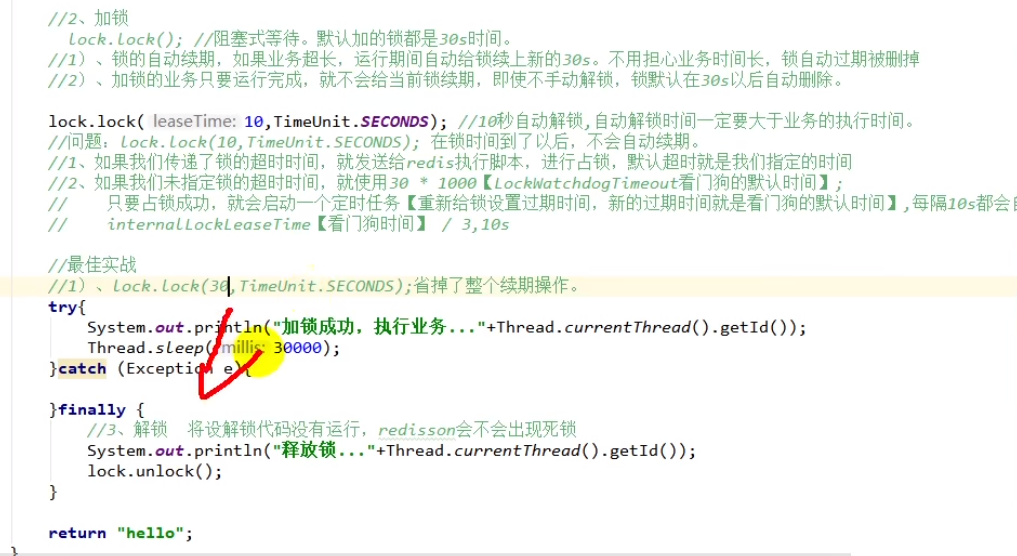 //2、加锁
lock.lock(); //阻塞式等待。默认加的锁都是30s时间。
//1）、锁的自动续期，如果业务超长，运行期间自动给锁续上新的30s。不用担心业务时间长，锁自动过期被删掉
//2）、加锁的业务只要运行完成，就不会给当前锁续期，即使不手动解锁，锁默认在30s以后自动删除。
lock.lock( leaseTime: 10,TimeUnit.SECONDS); //10秒自动解锁,自动解锁时间一定要大于业务的执行时间。
//问题：lock.lock(10,TimeUnit.SECONDS); 在锁时间到了以后，不会自动续期。
//1、如果我们传递了锁的超时时间，就发送给redis执行脚本，进行占锁，默认超时就是我们指定的时间
//2、如果我们未指定锁的超时时间，就使用30 * 1000【LockWatchdogTimeout看门狗的默认时间】;
// 只要占锁成功，就会启动一个定时任务【重新给锁设置过期时间，新的过期时间就是看门狗的默认时间】,每隔10s都会自
// internalLockLeaseTime【看门狗时间】 / 3,10s
//最佳实战
//1）、lock.lock(30,TimeUnit.SECONDS);省掉了整个续期操作。
try{
System.out.println("加锁成功，执行业务..."+Thread.currentThread().getId());
Thread.sleep( millis: 30000);
}catch (Exception e){
}finally {
//3、解锁 将设解锁代码没有运行，redisson会不会出现死锁
System.out.println("释放锁..."+Thread.currentThread().getId());
lock.unlock();
}
return "hello";
}